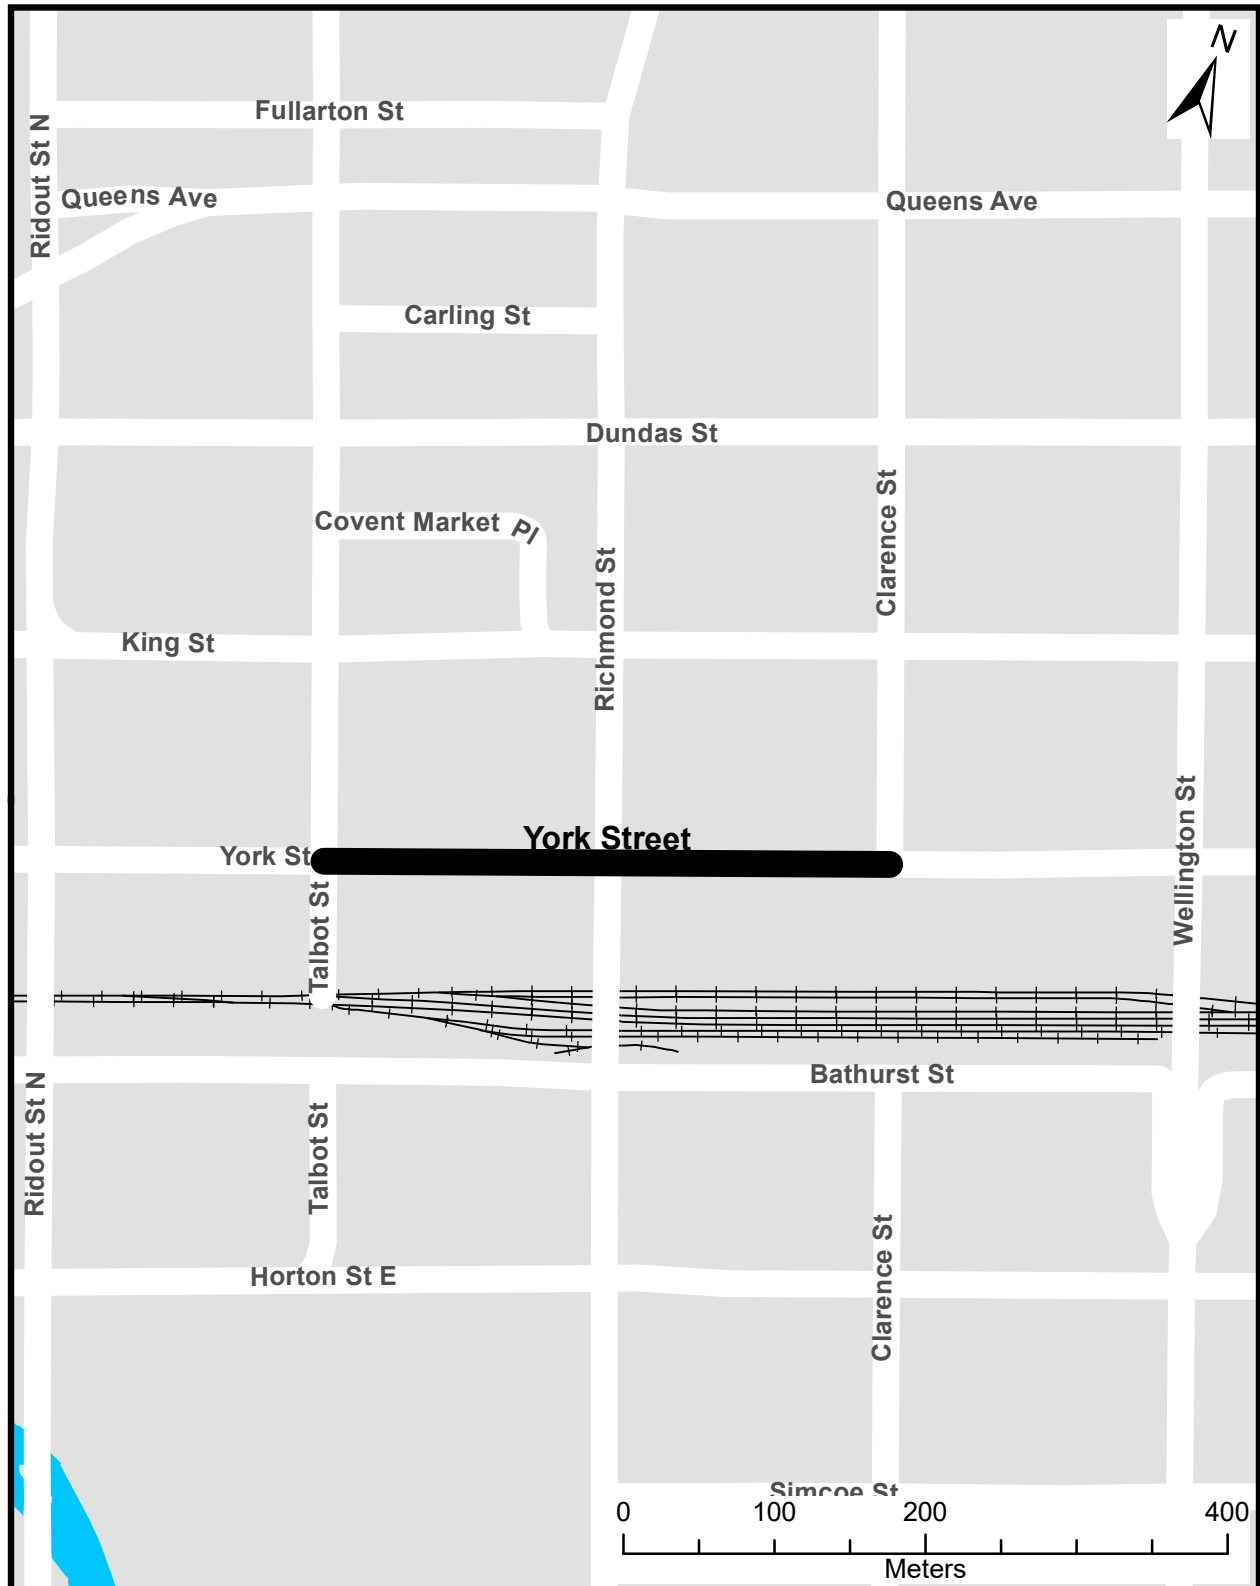 N
Fullarton St
Ridout St N
Queens Ave
Queens Ave
Carling St
Dundas St
Clarence St
Covent Market Pl
Richmond St
King St
Wellington St
York Street
York St
Talbot St
Bathurst St
Ridout St N
Talbot St
Clarence St
Horton St E
Simcoe St
0 100 200 400
Meters